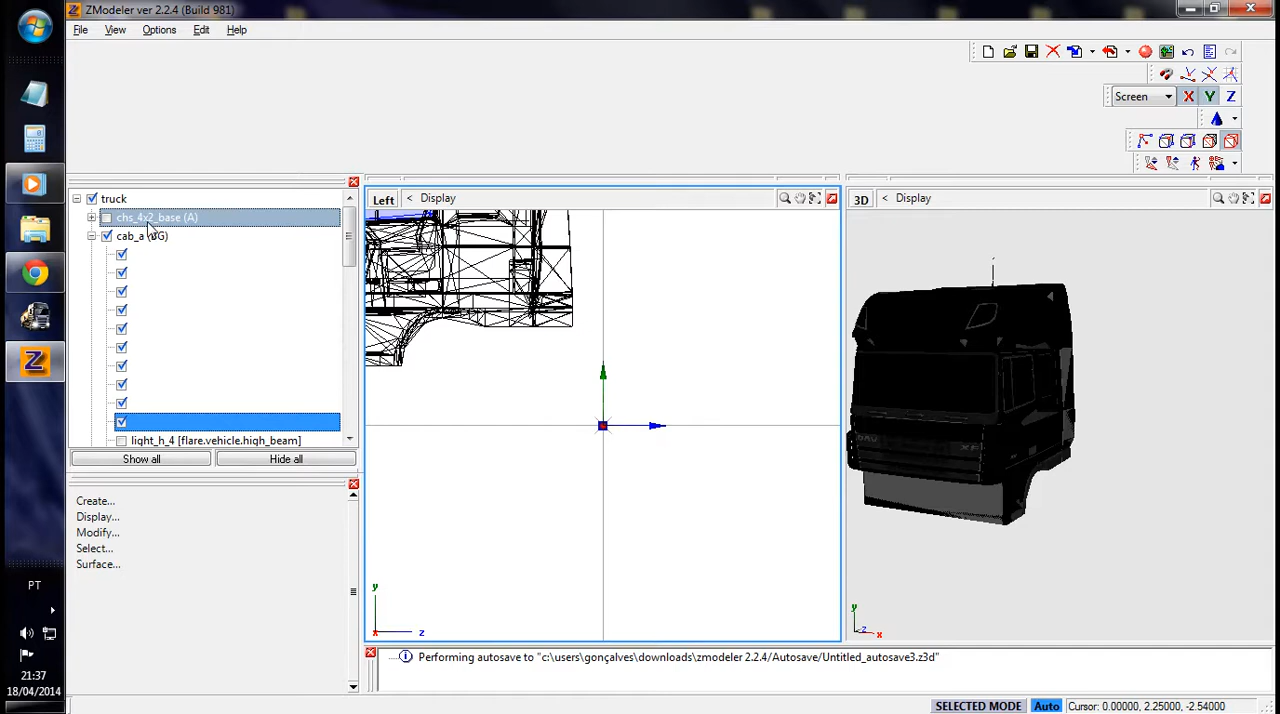 ZModeler ver 2.2.4 (Build 981)
File View Options Edit Help
Screen X Y Z
truck
chs_4x2_base (A)
cab_a
light_h_4 [flare.vehicle.high_beam]
Show all Hide all
Create...
Display...
Modify...
Select...
Surface...
Left < Display
y
x z
3D < Display
XF
y
z x
Performing autosave to "c:\users\gonçalves\downloads\zmodeler 2.2.4/Autosave/Untitled_autosave3.z3d"
SELECTED MODE Auto Cursor: 0.00000, 2.25000, -2.54000
PT
21:37
18/04/2014